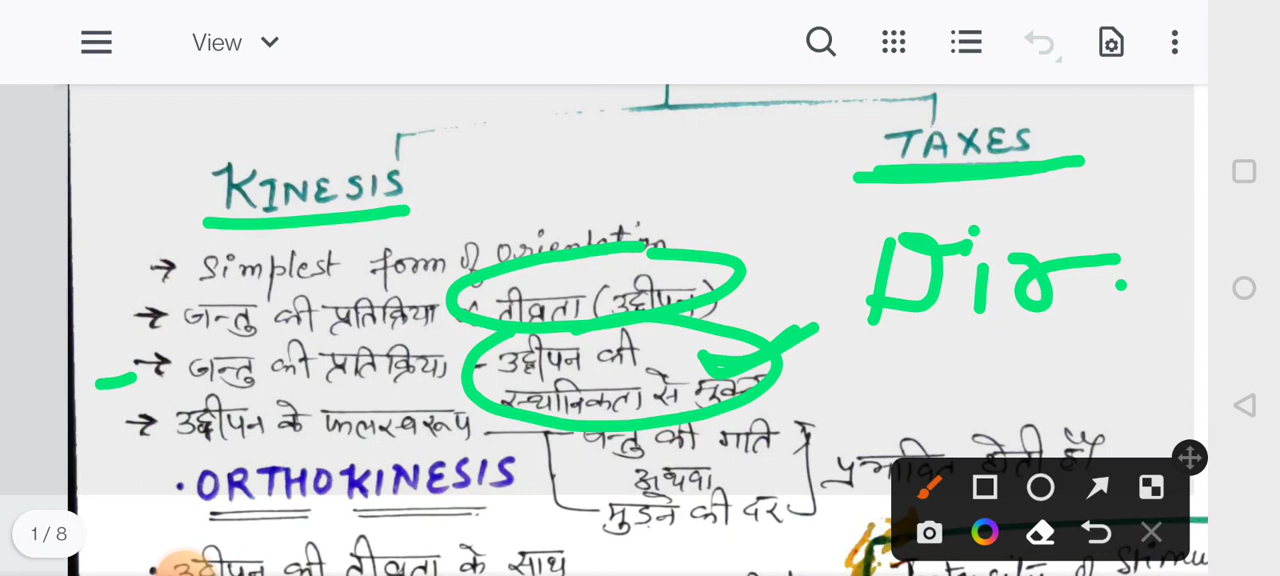 View
KINESIS
TAXES
→ Simplest form of orientation
Dir.
→ जन्तु की प्रतिक्रिया तीव्रता (उद्दीपन)
→ जन्तु की प्रतिक्रिया - उद्दीपन की
स्थानिकता से मुक्त
→ उद्दीपन के फलस्वरूप जन्तु की गति
अथवा
मुड़ने की दर
प्रभावित होती है
• ORTHOKINESIS
1 / 8
• उद्दीपन की तीव्रता के साथ
of